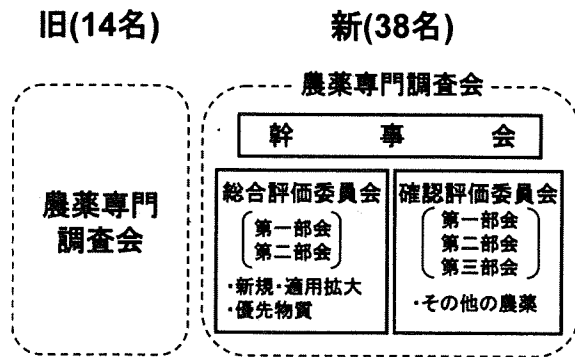 旧(14名)
新(38名)
農薬専門
調査会
農薬専門調査会
幹 事 会
総合評価委員会
第一部会
第二部会
・新規・適用拡大
・優先物質
確認評価委員会
第一部会
第二部会
第三部会
・その他の農薬